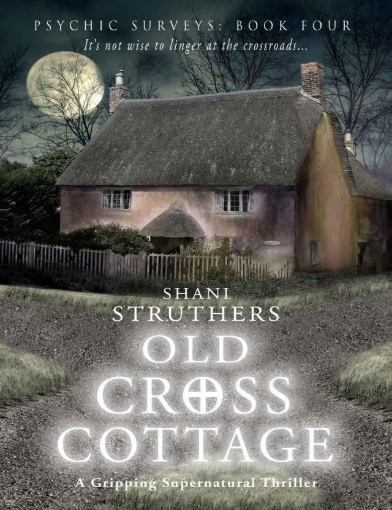 PSYCHIC SURVEYS: BOOK FOUR
It's not wise to linger at the crossroads...
SHANI
STRUTHERS
OLD
CROSS
COTTAGE
A Gripping Supernatural Thriller